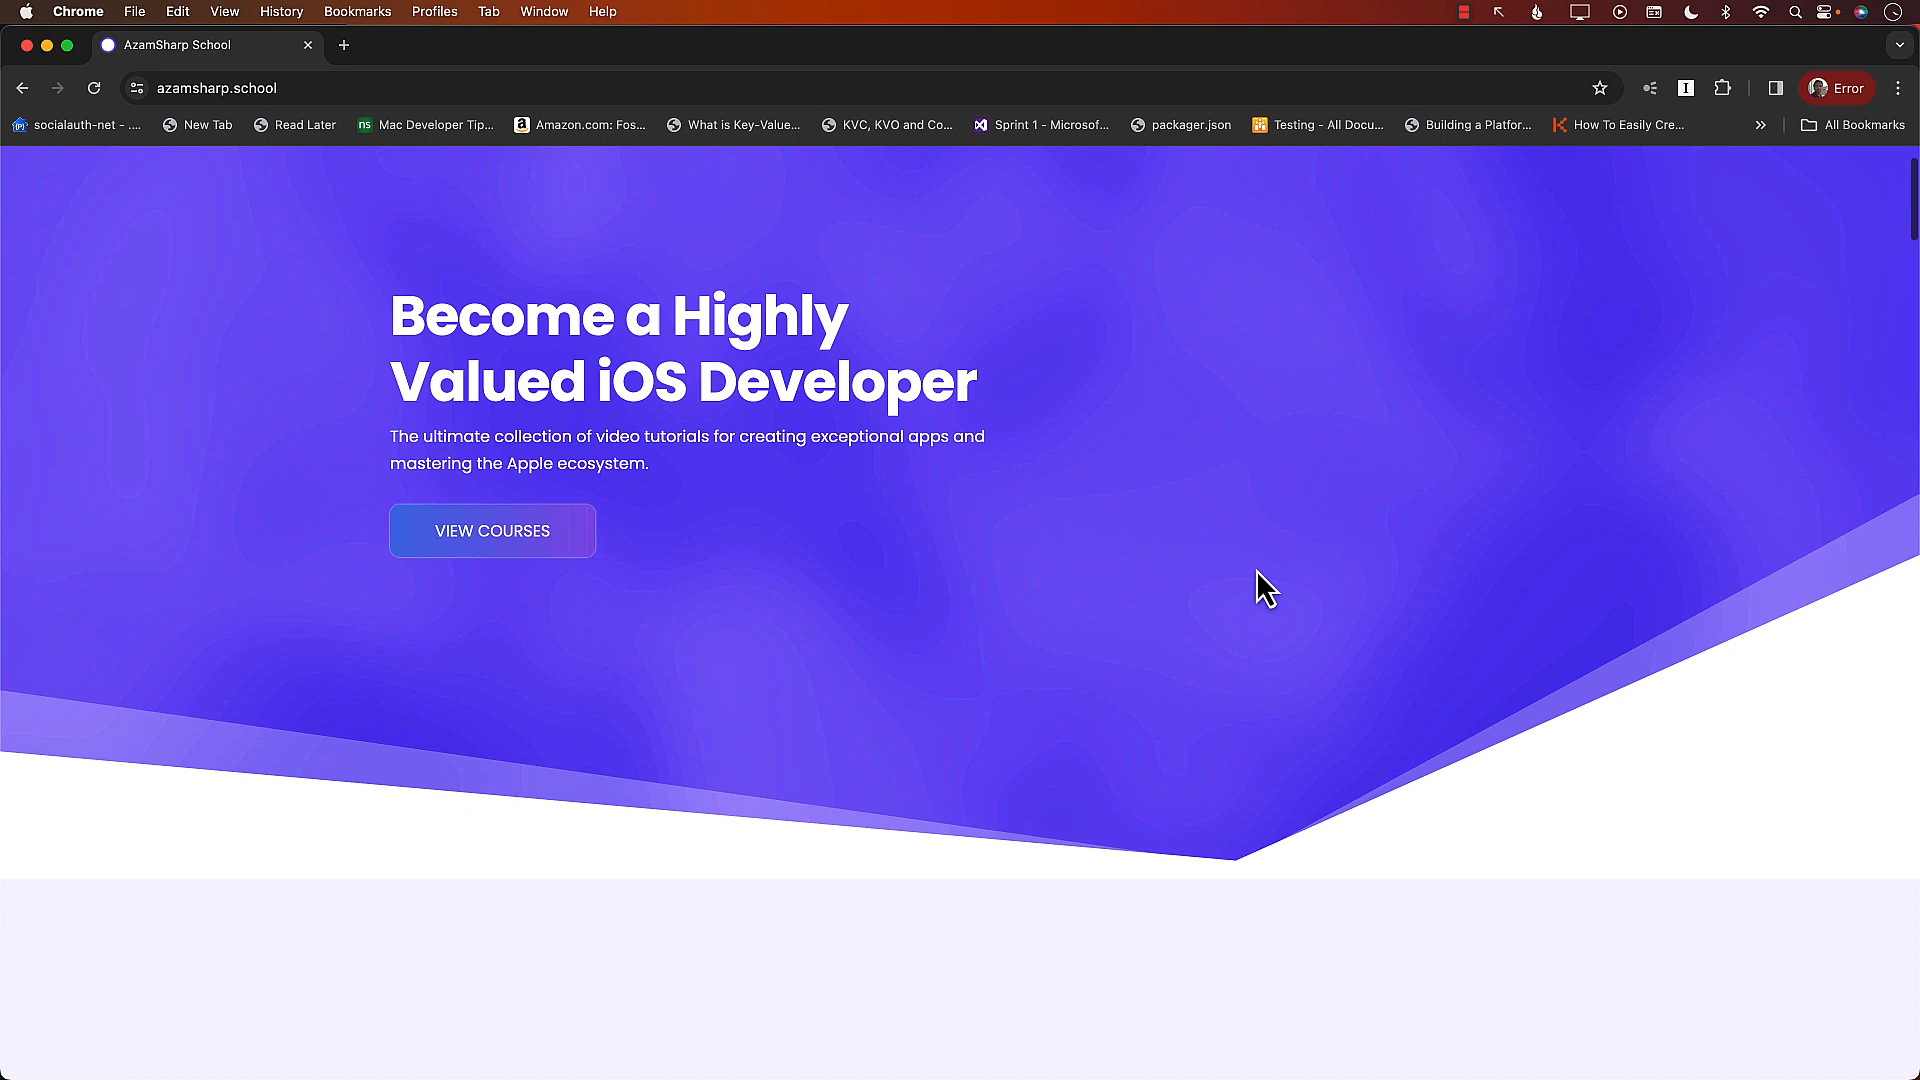 Chrome File Edit View History Bookmarks Profiles Tab Window Help
AzamSharp School
azamsharp.school
Error
socialauth-net - .... New Tab Read Later ns Mac Developer Tip... Amazon.com: Fos... What is Key-Value... KVC, KVO and Co... Sprint 1 - Microsof... packager.json Testing - All Docu... Building a Platfor... How To Easily Cre... All Bookmarks
Become a Highly
Valued iOS Developer
The ultimate collection of video tutorials for creating exceptional apps and
mastering the Apple ecosystem.
VIEW COURSES